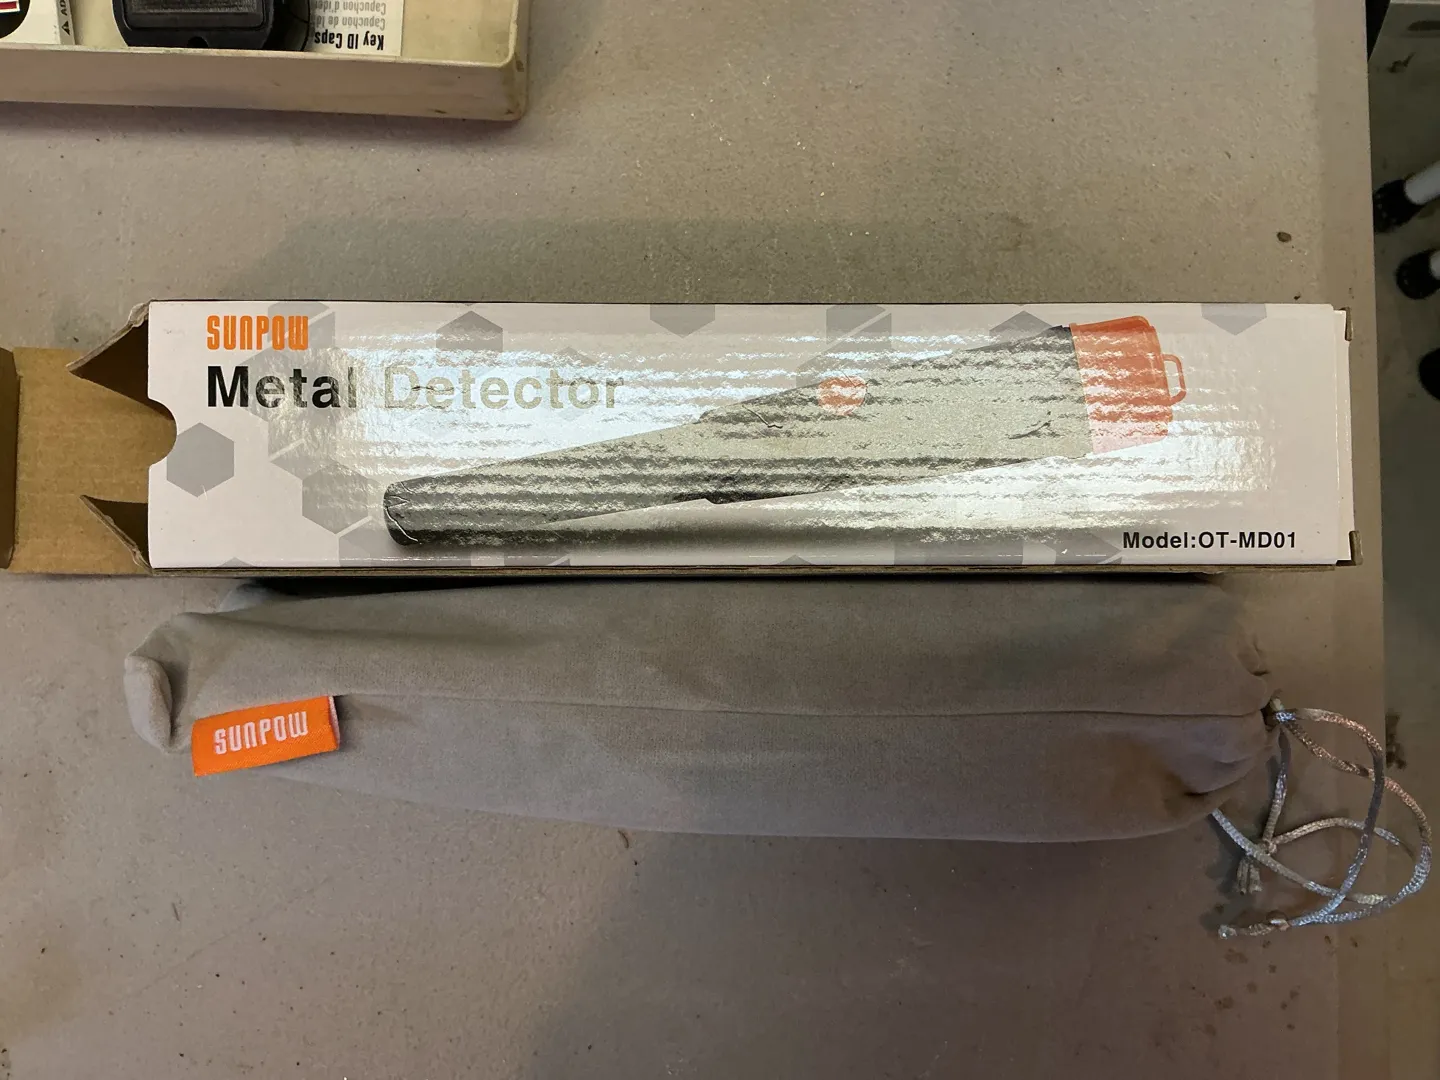 Key ID Caps
SUNPOW
Metal Detector
Model:OT-MD01
SUNPOW